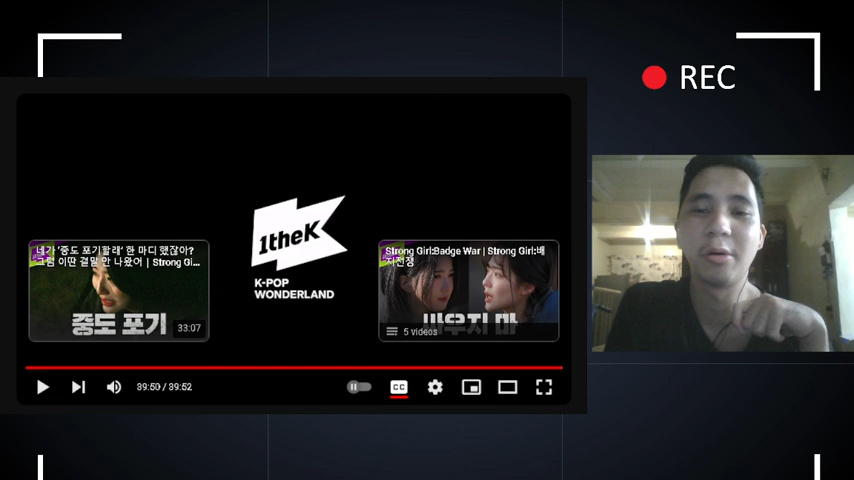 REC
1theK
K-POP
WONDERLAND
네가 '중도 포기할래' 한 마디 했잖아?
그럼 이딴 결말 안 나왔어 | Strong Gi...
중도 포기
33:07
Strong Girl:Badge War | Strong Girl:배
지전쟁
5 videos
39:50 / 39:52
CC